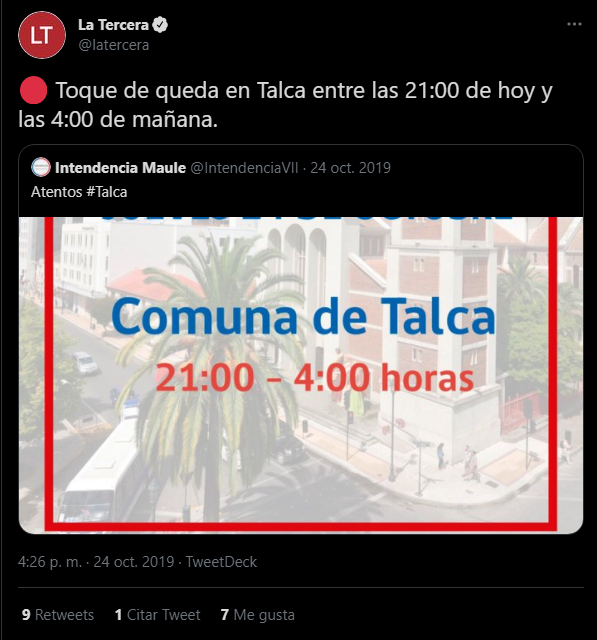 LT
La Tercera
@latercera
Toque de queda en Talca entre las 21:00 de hoy y
las 4:00 de mañana.
Intendencia Maule @IntendenciaVII · 24 oct. 2019
Atentos #Talca
Comuna de Talca
21:00 – 4:00 horas
4:26 p. m. · 24 oct. 2019 · TweetDeck
9 Retweets 1 Citar Tweet 7 Me gusta